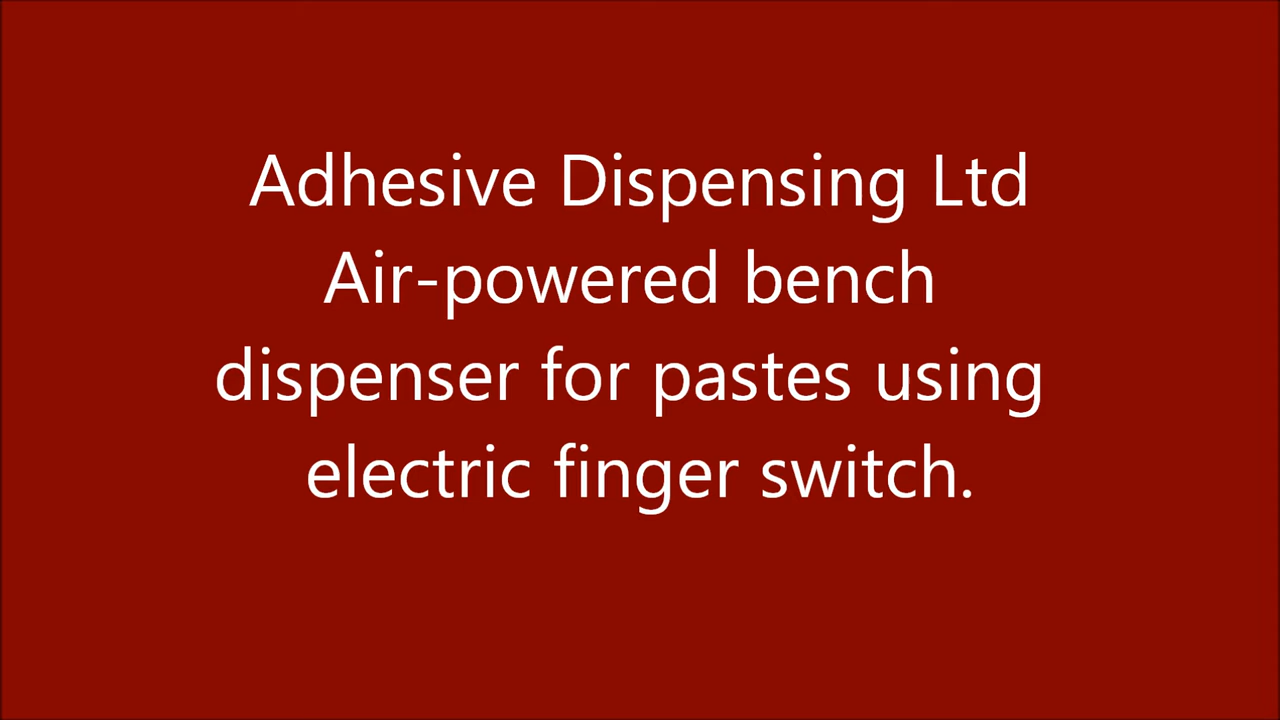 Adhesive Dispensing Ltd
Air-powered bench
dispenser for pastes using
electric finger switch.